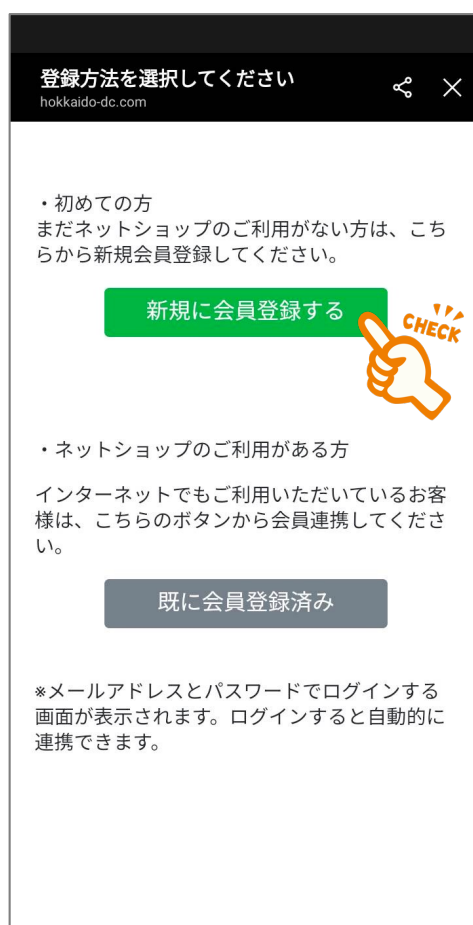 登録方法を選択してください
hokkaido-dc.com
・初めての方
まだネットショップのご利用がない方は、こち
らから新規会員登録してください。
新規に会員登録する
CHECK
・ネットショップのご利用がある方
インターネットでもご利用いただいているお客
様は、こちらのボタンから会員連携してくださ
い。
既に会員登録済み
※メールアドレスとパスワードでログインする
画面が表示されます。ログインすると自動的に
連携できます。